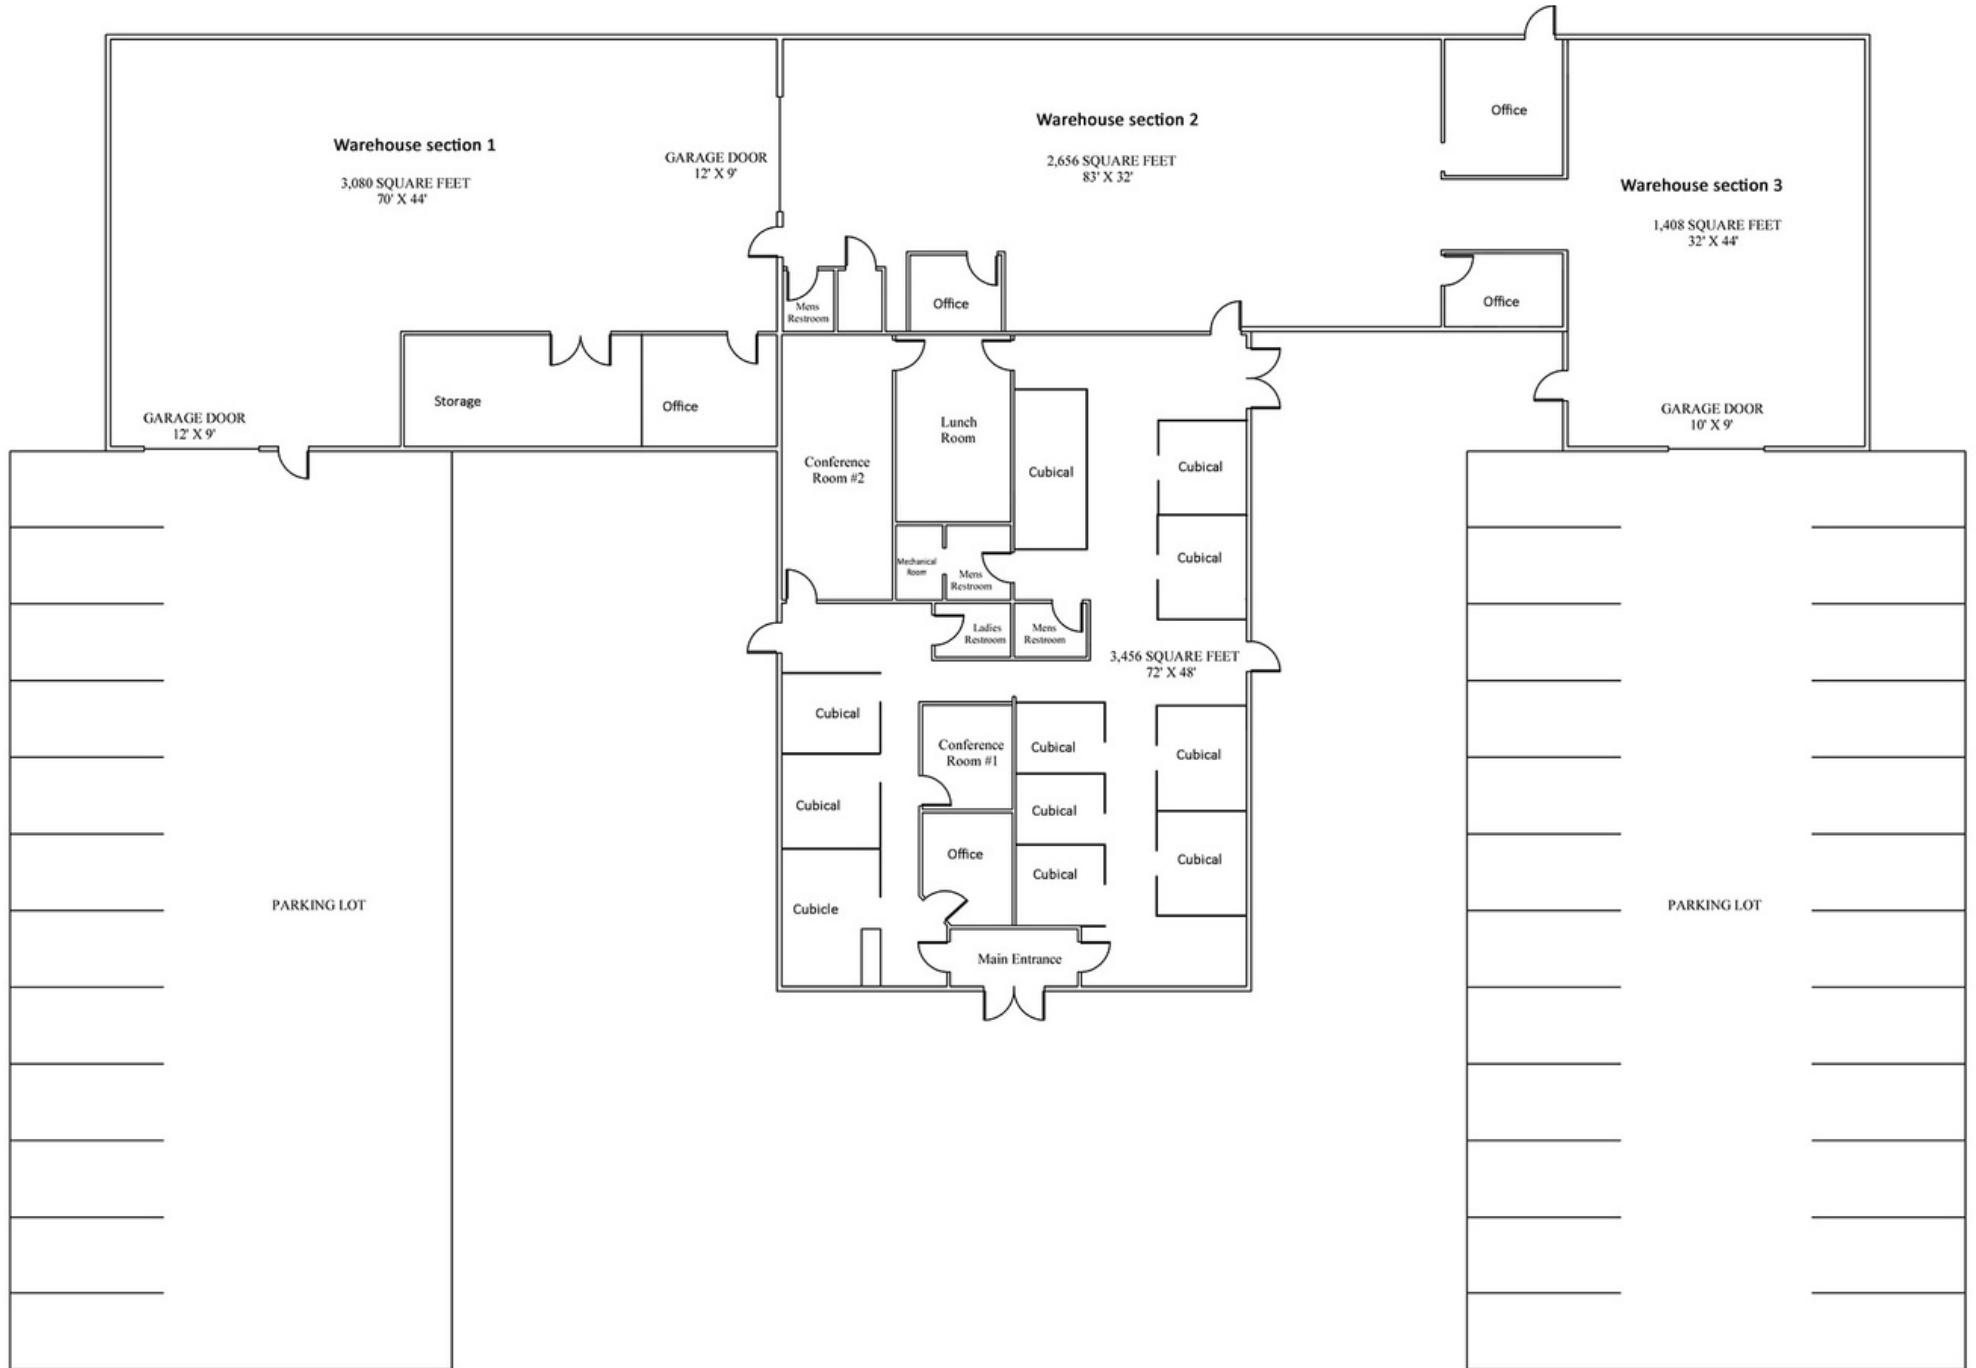 Warehouse section 1
3,080 SQUARE FEET
70' X 44'
GARAGE DOOR
12' X 9'
Warehouse section 2
2,656 SQUARE FEET
83' X 32'
Office
Warehouse section 3
1,408 SQUARE FEET
32' X 44'
Mens
Restroom
Office
Office
Storage
Office
GARAGE DOOR
12' X 9'
GARAGE DOOR
10' X 9'
Lunch
Room
Conference
Room #2
Cubical
Cubical
Cubical
Mechanical
Room
Mens
Restroom
Ladies
Restroom
Mens
Restroom
3,456 SQUARE FEET
72' X 48'
Cubical
Conference
Room #1
Cubical
Cubical
Cubical
Cubical
Office
Cubical
Cubical
Cubicle
PARKING LOT
PARKING LOT
Main Entrance